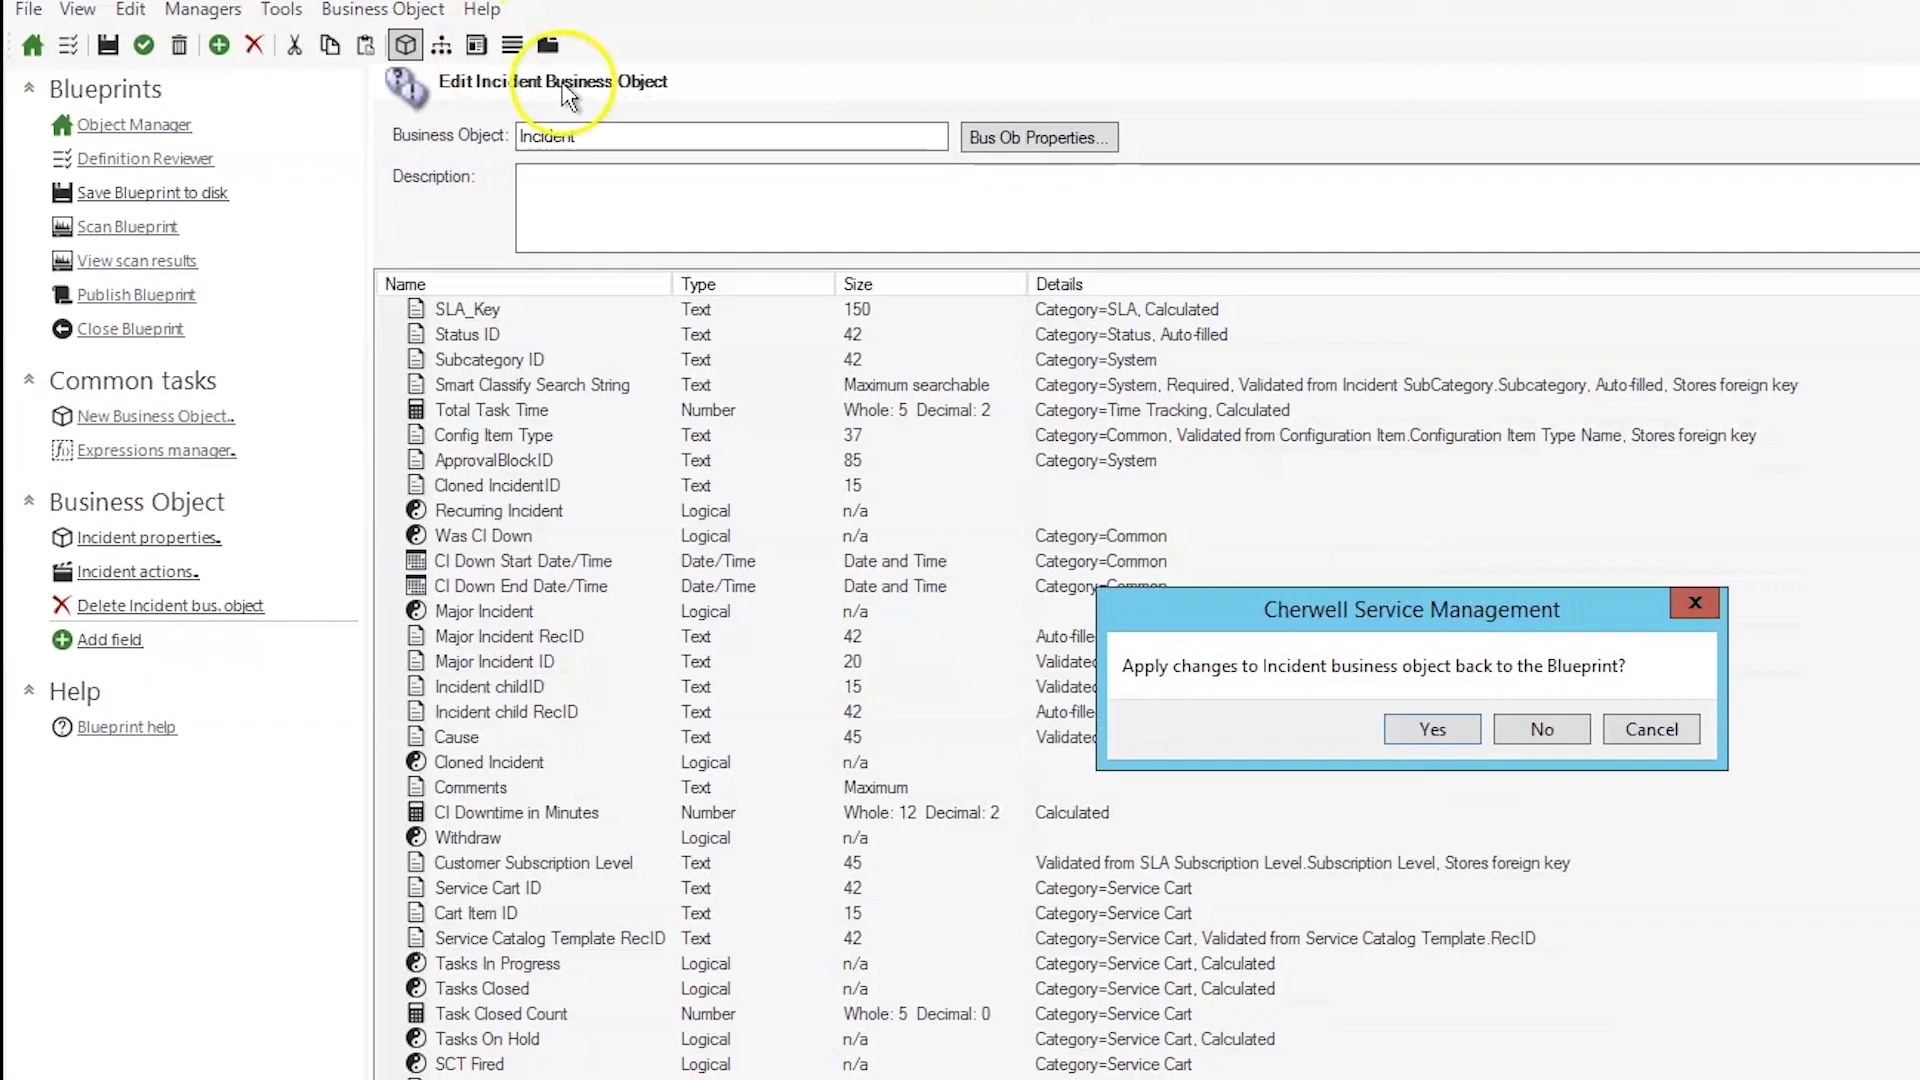 File View Edit Managers Tools Business Object Help
Edit Incident Business Object
Business Object: Incident Bus Ob Properties...
Description:
Blueprints
Object Manager
Definition Reviewer
Save Blueprint to disk
Scan Blueprint
View scan results
Publish Blueprint
Close Blueprint
Common tasks
New Business Object..
Expressions manager..
Business Object
Incident properties..
Incident actions..
Delete Incident bus. object
Add field
Help
Blueprint help
Name Type Size Details
SLA_Key Text 150 Category=SLA, Calculated
Status ID Text 42 Category=Status, Auto-filled
Subcategory ID Text 42 Category=System
Smart Classify Search String Text Maximum searchable Category=System, Required, Validated from Incident SubCategory.Subcategory, Auto-filled, Stores foreign key
Total Task Time Number Whole: 5 Decimal: 2 Category=Time Tracking, Calculated
Config Item Type Text 37 Category=Common, Validated from Configuration Item.Configuration Item Type Name, Stores foreign key
ApprovalBlockID Text 85 Category=System
Cloned IncidentID Text 15
Recurring Incident Logical n/a
Was CI Down Logical n/a Category=Common
CI Down Start Date/Time Date/Time Date and Time Category=Common
CI Down End Date/Time Date/Time Date and Time Category=Common
Major Incident Logical n/a
Major Incident RecID Text 42 Auto-fille
Major Incident ID Text 20 Validated
Incident childID Text 15 Validated
Incident child RecID Text 42 Auto-fille
Cause Text 45 Validated
Cloned Incident Logical n/a
Comments Text Maximum
CI Downtime in Minutes Number Whole: 12 Decimal: 2 Calculated
Withdraw Logical n/a
Customer Subscription Level Text 45 Validated from SLA Subscription Level.Subscription Level, Stores foreign key
Service Cart ID Text 42 Category=Service Cart
Cart Item ID Text 15 Category=Service Cart
Service Catalog Template RecID Text 42 Category=Service Cart, Validated from Service Catalog Template.RecID
Tasks In Progress Logical n/a Category=Service Cart, Calculated
Tasks Closed Logical n/a Category=Service Cart, Calculated
Task Closed Count Number Whole: 5 Decimal: 0 Category=Service Cart
Tasks On Hold Logical n/a Category=Service Cart, Calculated
SCT Fired Logical n/a Category=Service Cart
Cherwell Service Management
x
Apply changes to Incident business object back to the Blueprint?
Yes No Cancel